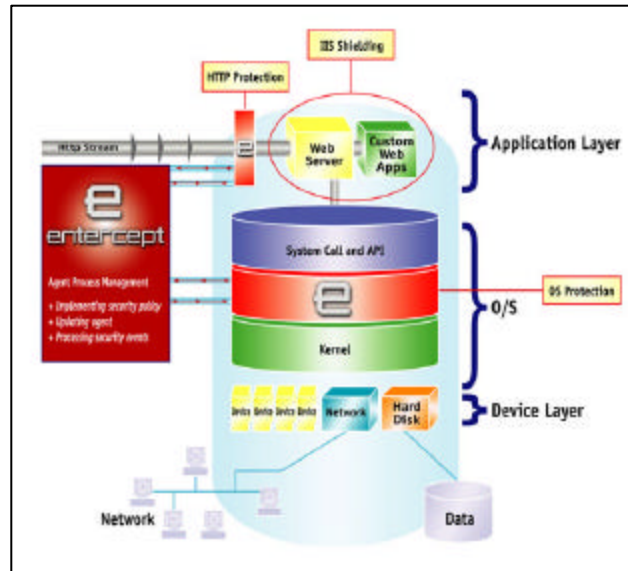 IIS Shielding
HTTP Protection
Http Stream
e
Web
Server
Custom
Web
Apps
Application Layer
e
entercept
Agent Process Management
+ Implementing security policy
+ Updating agent
+ Processing security events
System Call and API
e
Kernel
OS Protection
O/S
Device
Device
Device
Device
Network
Hard
Disk
Device Layer
Network
Data